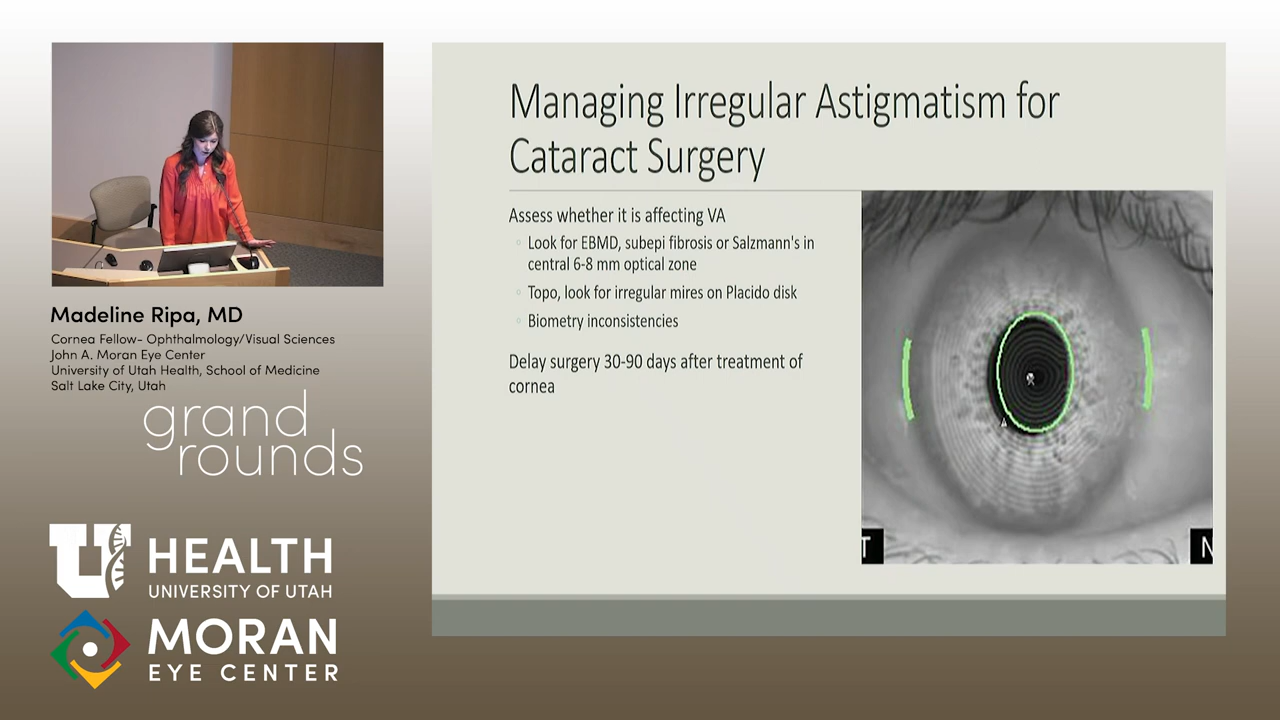 Madeline Ripa, MD
Cornea Fellow- Ophthalmology/Visual Sciences
John A. Moran Eye Center
University of Utah Health, School of Medicine
Salt Lake City, Utah
grand
rounds
U
HEALTH
UNIVERSITY OF UTAH
MORAN
EYE CENTER
Managing Irregular Astigmatism for
Cataract Surgery
Assess whether it is affecting VA
Look for EBMD, subepi fibrosis or Salzmann's in
central 6-8 mm optical zone
Topo, look for irregular mires on Placido disk
Biometry inconsistencies
Delay surgery 30-90 days after treatment of
cornea
T
N